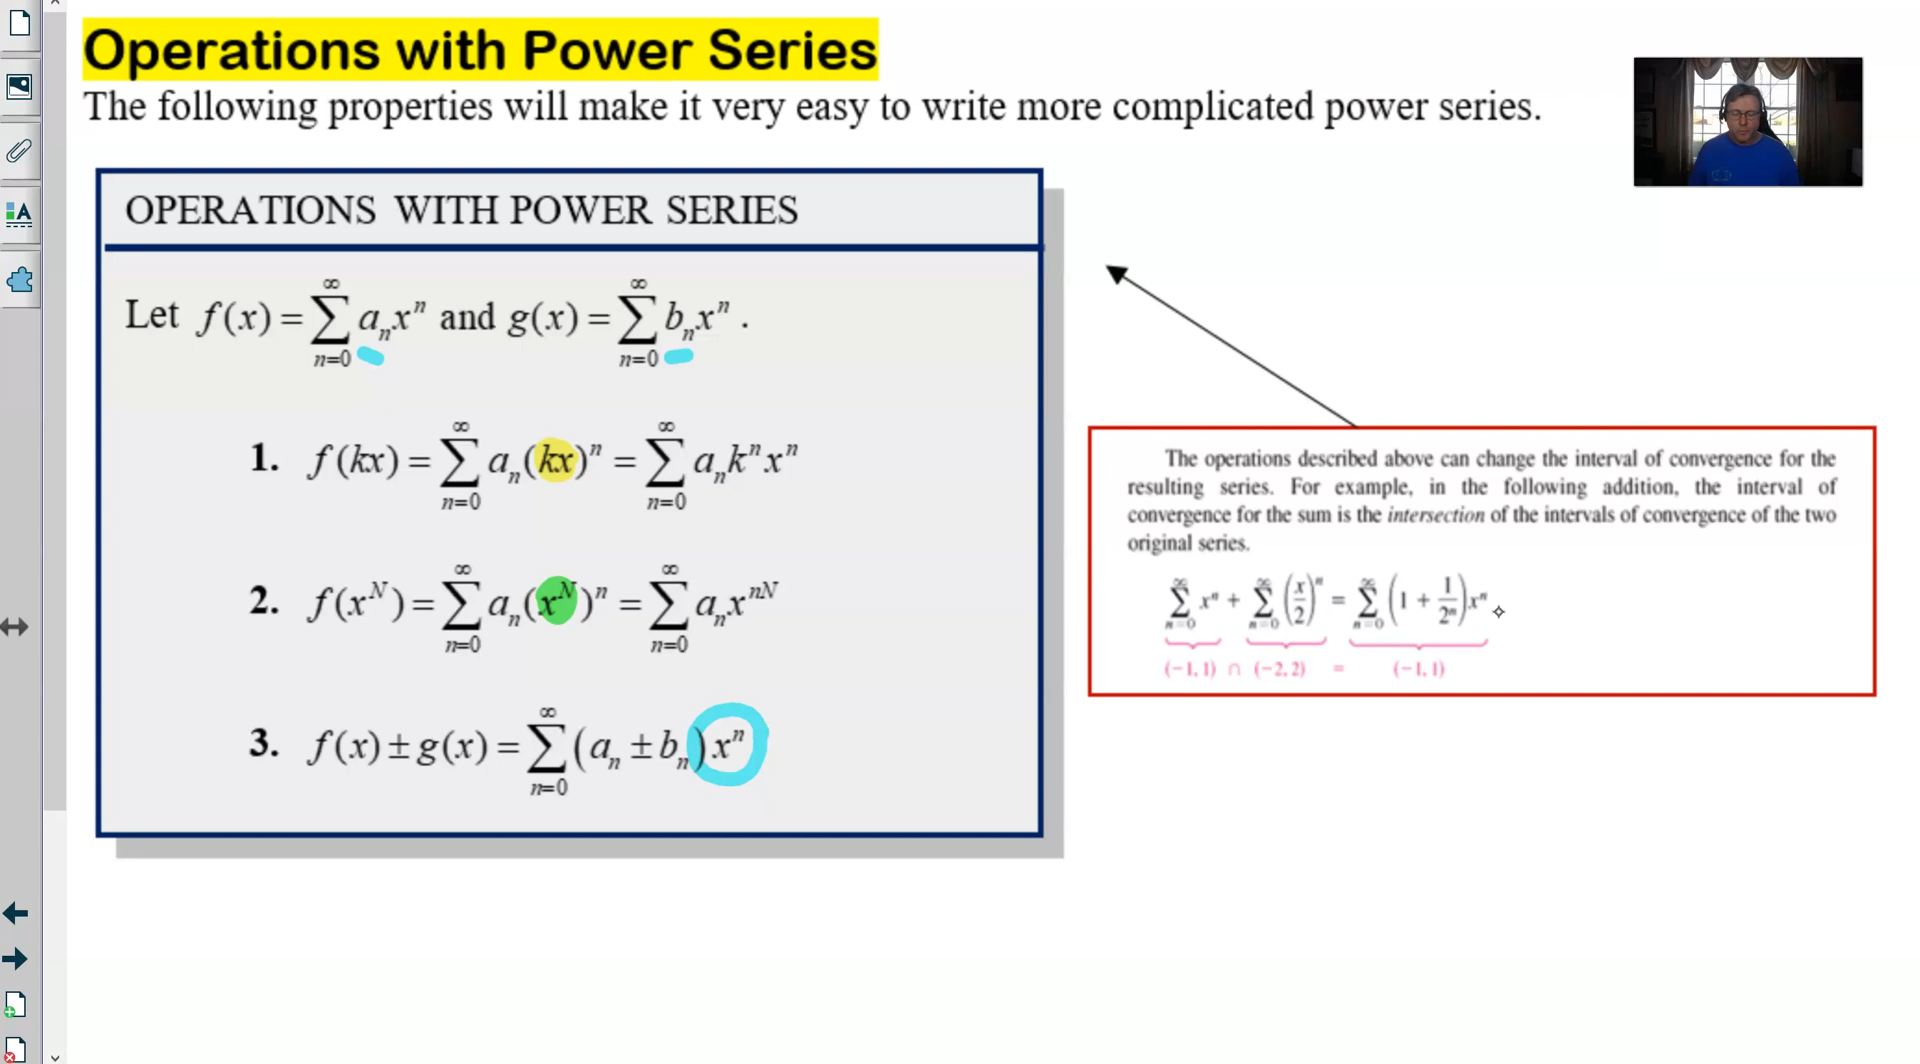 Operations with Power Series
The following properties will make it very easy to write more complicated power series.
OPERATIONS WITH POWER SERIES
Let f(x) = ∑_{n=0}^{∞} a_n x^n and g(x) = ∑_{n=0}^{∞} b_n x^n .
1. f(kx) = ∑_{n=0}^{∞} a_n (kx)^n = ∑_{n=0}^{∞} a_n k^n x^n
2. f(x^N) = ∑_{n=0}^{∞} a_n (x^N)^n = ∑_{n=0}^{∞} a_n x^{nN}
3. f(x) ± g(x) = ∑_{n=0}^{∞} (a_n ± b_n) x^n
The operations described above can change the interval of convergence for the
resulting series. For example, in the following addition, the interval of
convergence for the sum is the intersection of the intervals of convergence of the two
original series.
∑_{n=0}^{∞} x^n + ∑_{n=0}^{∞} (x/2)^n = ∑_{n=0}^{∞} (1 + 1/2^n) x^n
(−1, 1) ∩ (−2, 2) = (−1, 1)